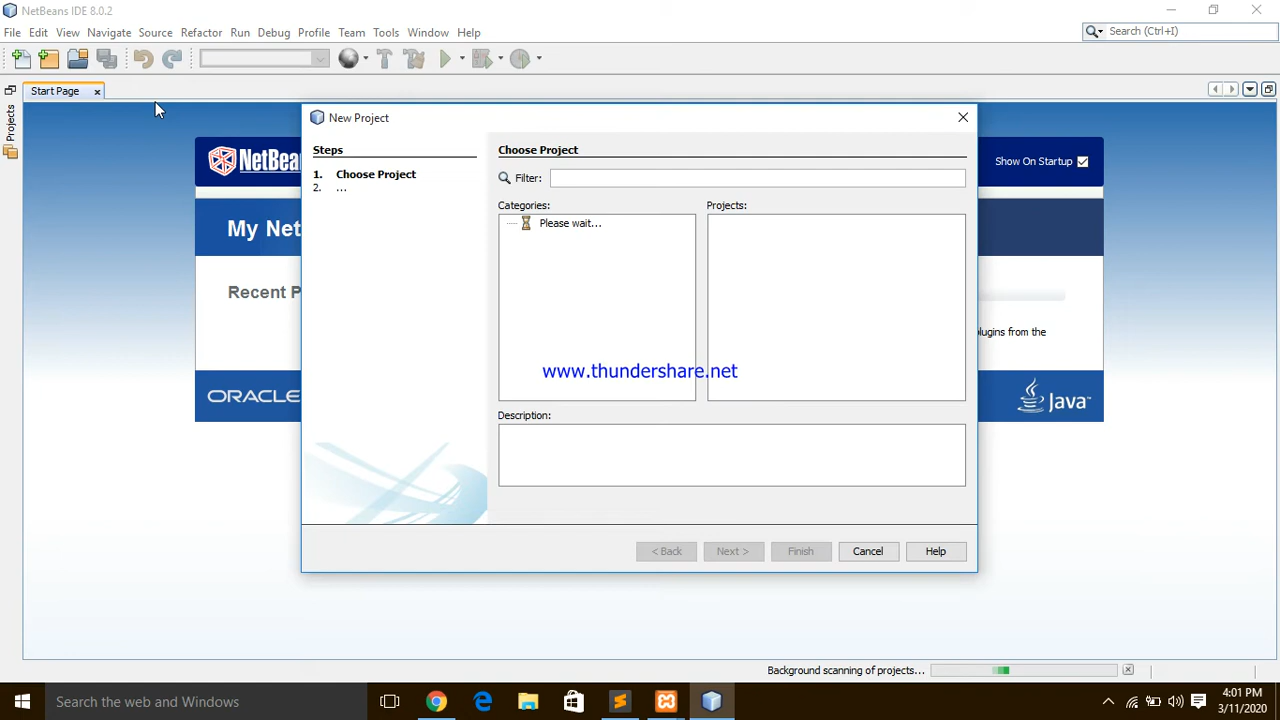 NetBeans IDE 8.0.2
File Edit View Navigate Source Refactor Run Debug Profile Team Tools Window Help
Search (Ctrl+I)
Start Page
Projects
New Project
Steps
1. Choose Project
2. ...
Choose Project
Filter:
Categories:
Projects:
Please wait...
Description:
< Back Next > Finish Cancel Help
Show On Startup
My Net
Recent P
plugins from the
ORACLE
Java
www.thundershare.net
Background scanning of projects...
Search the web and Windows
4:01 PM
3/11/2020